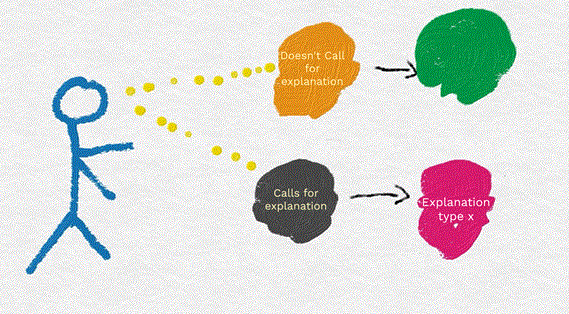 Doesn't Call
for
explanation
Calls for
explanation
Explanation
type x